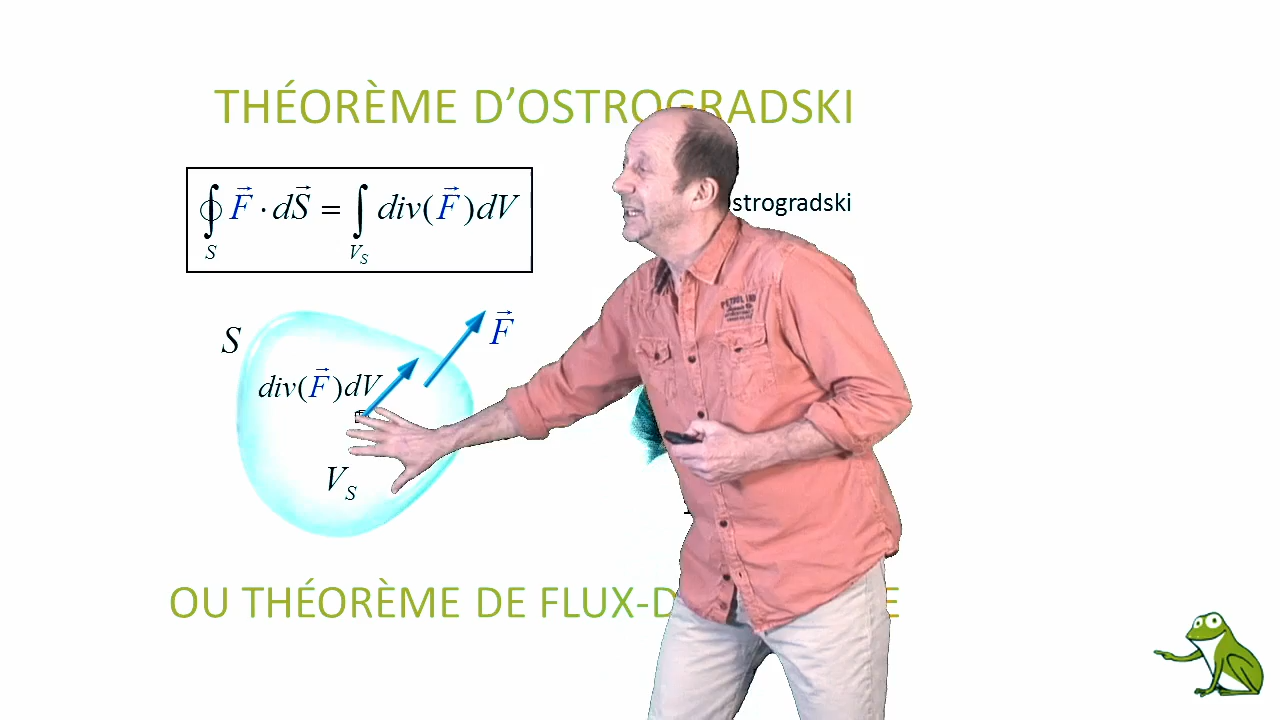 THÉORÈME D’OSTROGRADSKI
∮_S F⃗ · dS⃗ = ∫_{V_S} div(F⃗)dV
strogradski
S
F⃗
div(F⃗)dV
V_S
OU THÉORÈME DE FLUX-D
E